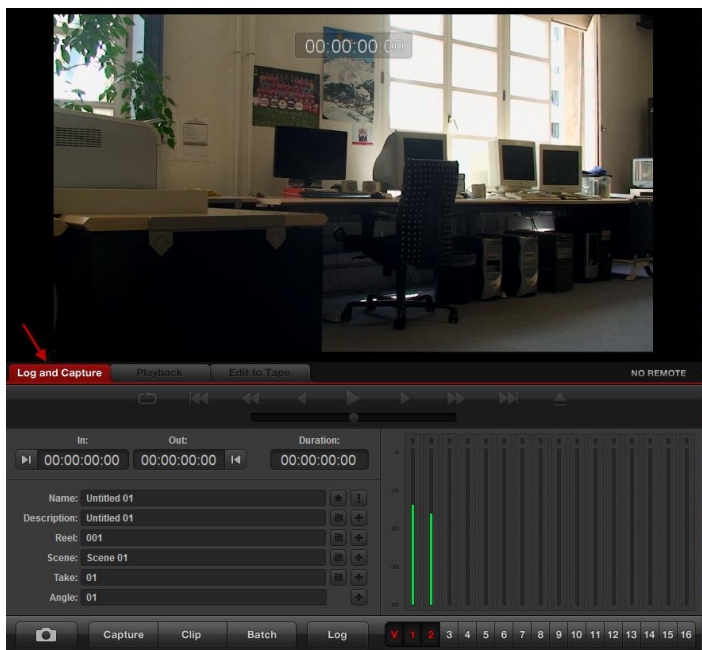 00:00:00:00
Log and Capture Playback Edit to Tape NO REMOTE
In: Out: Duration:
00:00:00:00 00:00:00:00 00:00:00:00
Name: Untitled 01
Description: Untitled 01
Reel: 001
Scene: Scene 01
Take: 01
Angle: 01
Capture Clip Batch Log V 1 2 3 4 5 6 7 8 9 10 11 12 13 14 15 16